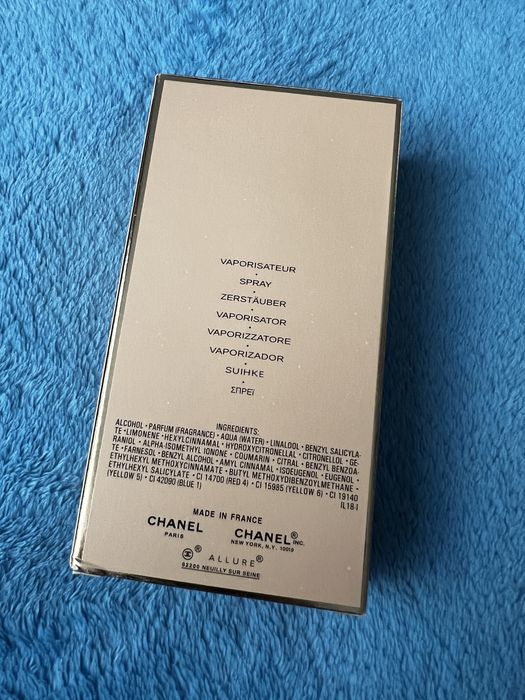 VAPORISATEUR
•
SPRAY
•
ZERSTÄUBER
•
VAPORISATOR
•
VAPORIZZATORE
•
VAPORIZADOR
•
SUIHKE
•
ΣΠΡΕΪ
INGREDIENTS:
ALCOHOL • PARFUM (FRAGRANCE) • AQUA (WATER) • LINALOOL • BENZYL SALICYLA-
TE • LIMONENE • HEXYLCINNAMAL • HYDROXYCITRONELLAL • CITRONELLOL • GE-
RANIOL • ALPHA-ISOMETHYL IONONE • COUMARIN • CITRAL • BENZYL BENZOA-
TE • FARNESOL • BENZYL ALCOHOL • AMYL CINNAMAL • ISOEUGENOL • EUGENOL •
ETHYLHEXYL METHOXYCINNAMATE • BUTYL METHOXYDIBENZOYLMETHANE •
ETHYLHEXYL SALICYLATE • CI 14700 (RED 4) • CI 15985 (YELLOW 6) • CI 19140
(YELLOW 5) • CI 42090 (BLUE 1) IL18-I
MADE IN FRANCE
CHANEL CHANEL INC.
PARIS NEW YORK, N.Y. 10019
® ALLURE®
92200 NEUILLY SUR SEINE